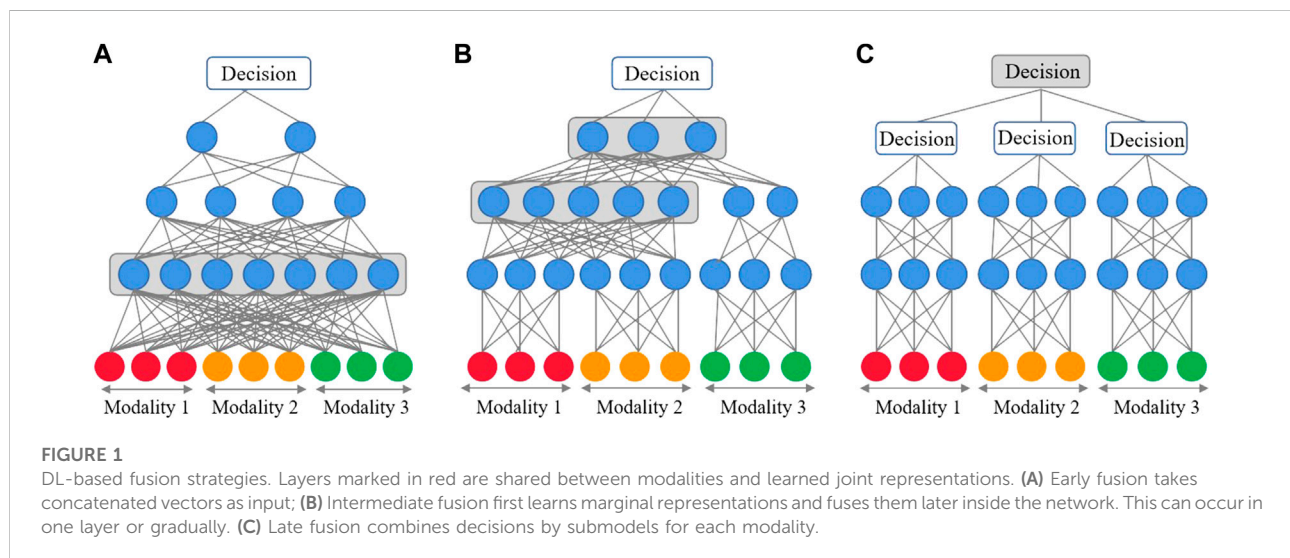 A
B
C
Decision
Decision
Decision
Decision
Decision
Decision
Modality 1
Modality 2
Modality 3
Modality 1
Modality 2
Modality 3
Modality 1
Modality 2
Modality 3
FIGURE 1
DL-based fusion strategies. Layers marked in red are shared between modalities and learned joint representations. (A) Early fusion takes
concatenated vectors as input; (B) Intermediate fusion first learns marginal representations and fuses them later inside the network. This can occur in
one layer or gradually. (C) Late fusion combines decisions by submodels for each modality.